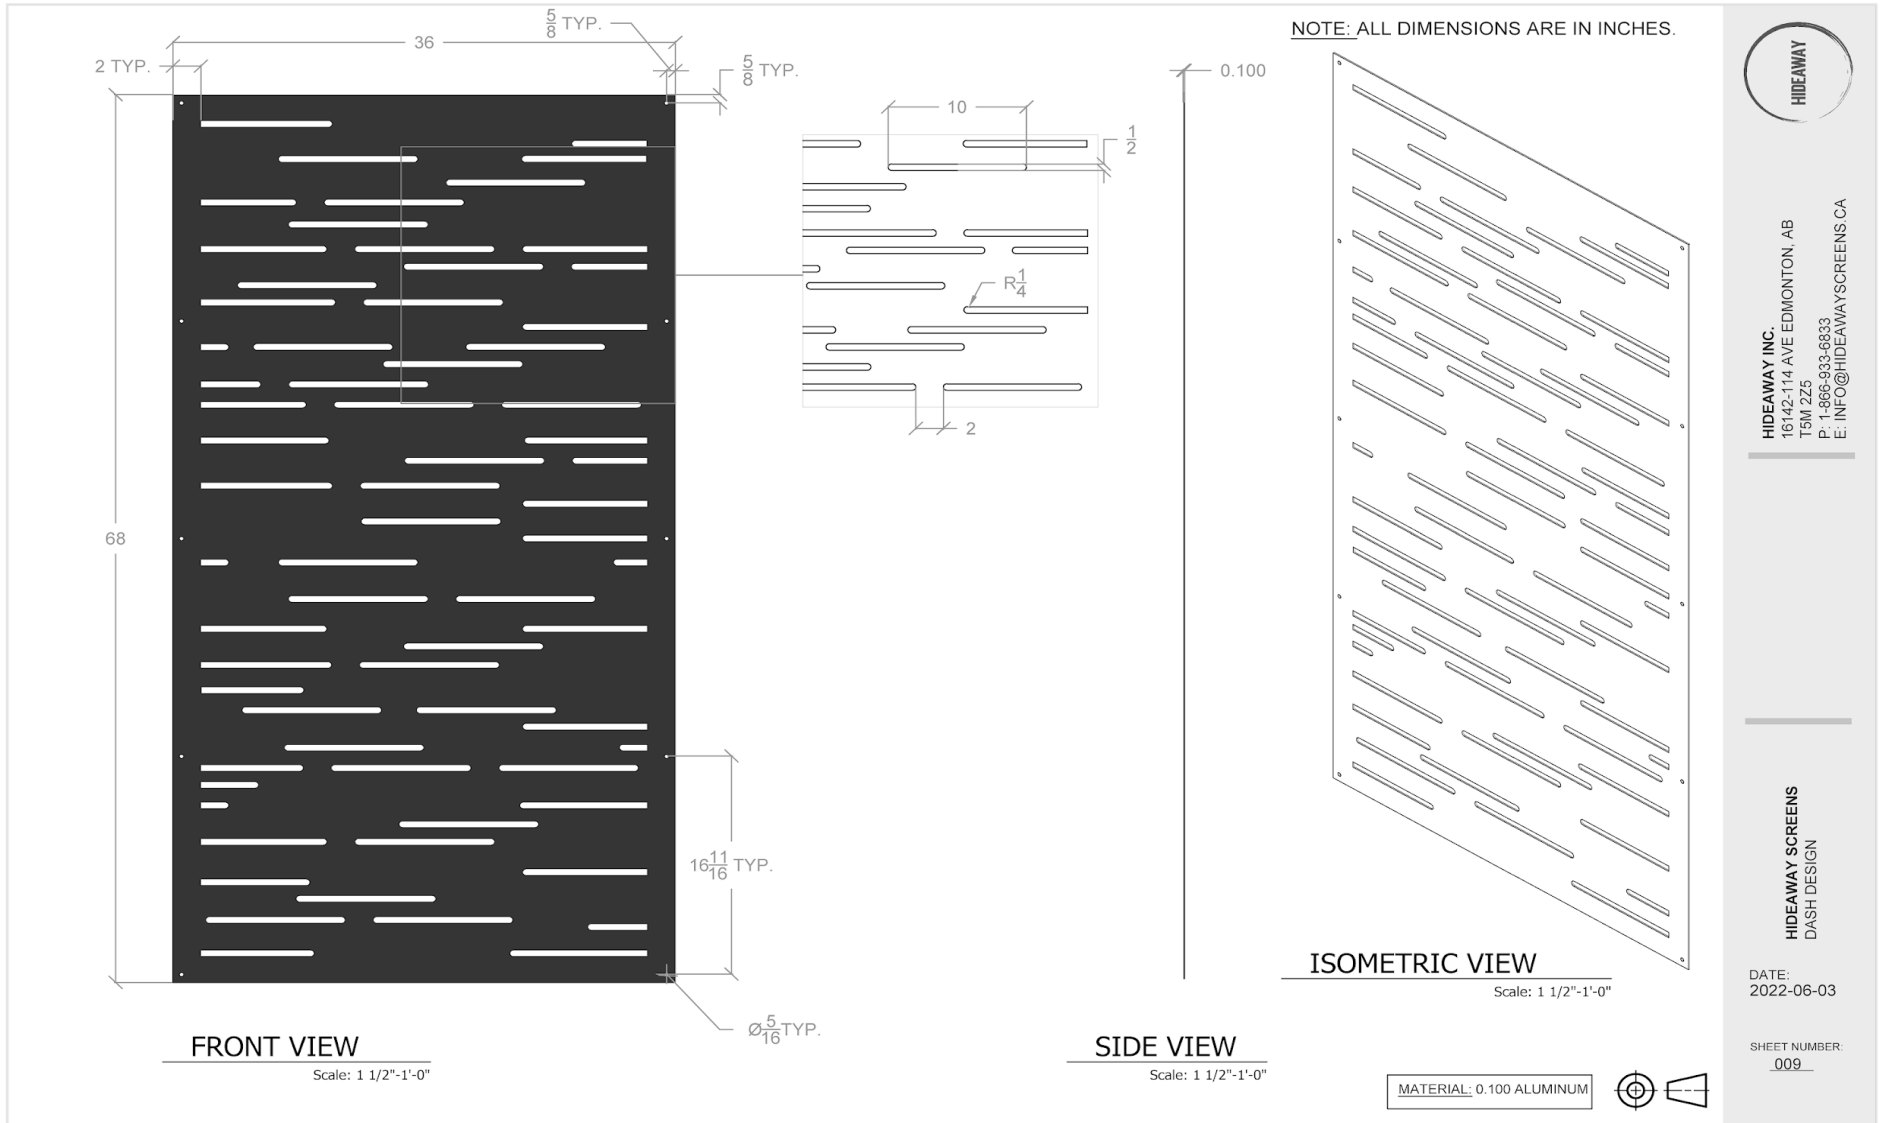 5/8 TYP.
36
2 TYP.
5/8 TYP.
68
16 11/16 TYP.
Ø 5/16 TYP.
FRONT VIEW
Scale: 1 1/2"-1'-0"
10
1/2
R 1/4
2
0.100
SIDE VIEW
Scale: 1 1/2"-1'-0"
NOTE: ALL DIMENSIONS ARE IN INCHES.
ISOMETRIC VIEW
Scale: 1 1/2"-1'-0"
MATERIAL: 0.100 ALUMINUM
HIDEAWAY
HIDEAWAY INC.
16142-114 AVE EDMONTON, AB
T5M 2Z5
P: 1-866-933-6833
E: INFO@HIDEAWAYSCREENS.CA
HIDEAWAY SCREENS
DASH DESIGN
DATE:
2022-06-03
SHEET NUMBER:
009